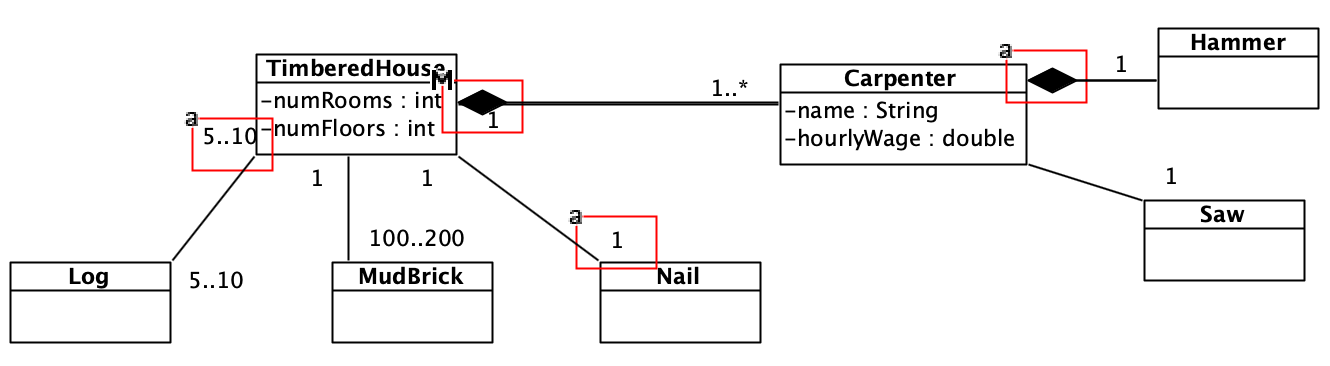 Hammer
a
1
TimberedHouse
M
1..*
Carpenter
-numRooms : int
-name : String
a
5..10
-numFloors : int
1
-hourlyWage : double
1
1
1
a
Saw
100..200
1
Log
5..10
MudBrick
Nail